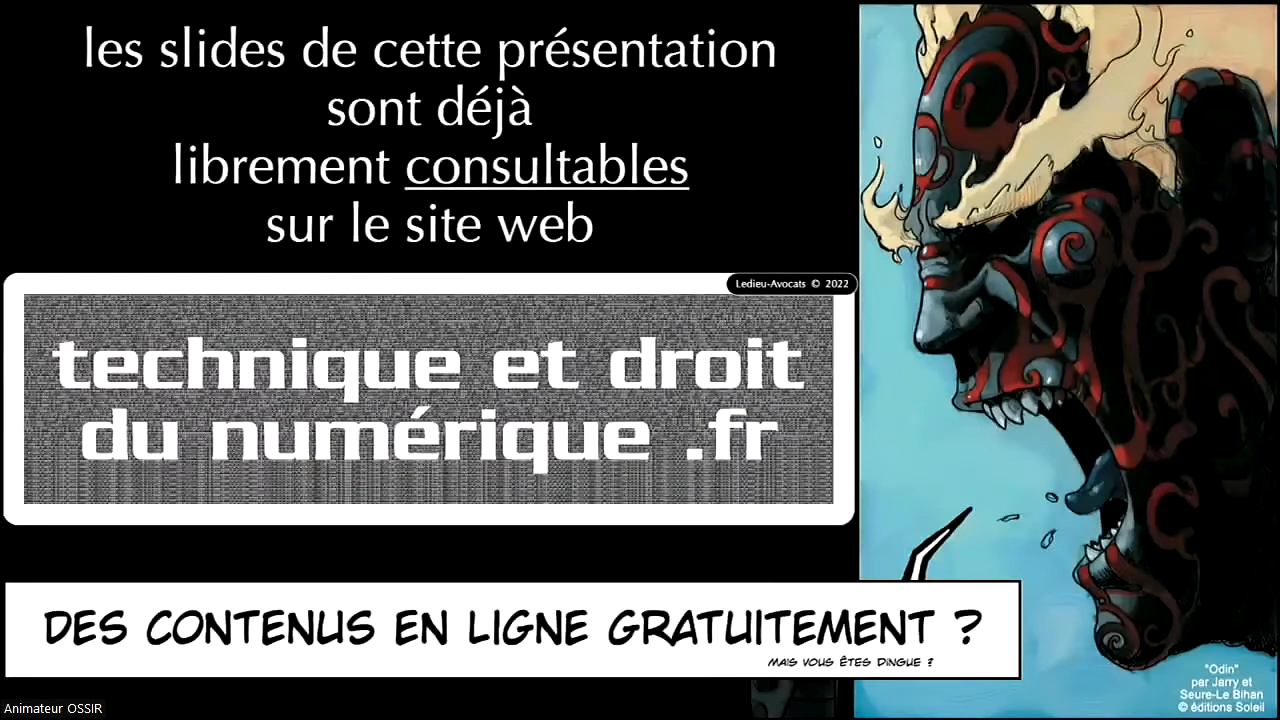 les slides de cette présentation
sont déjà
librement consultables
sur le site web
Ledieu-Avocats © 2022
technique et droit
du numérique .fr
DES CONTENUS EN LIGNE GRATUITEMENT ?
MAIS VOUS ÊTES DINGUE ?
"Odin"
par Jarry et
Seure-Le Bihan
© éditions Soleil
Animateur OSSIR